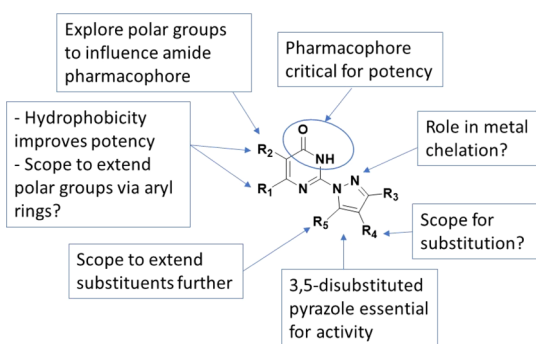 Explore polar groups
to influence amide
pharmacophore
Pharmacophore
critical for potency
- Hydrophobicity
improves potency
- Scope to extend
polar groups via aryl
rings?
Role in metal
chelation?
O
R2
NH
R1
N
N
N
R3
R5
R4
Scope for
substitution?
Scope to extend
substituents further
3,5-disubstituted
pyrazole essential
for activity